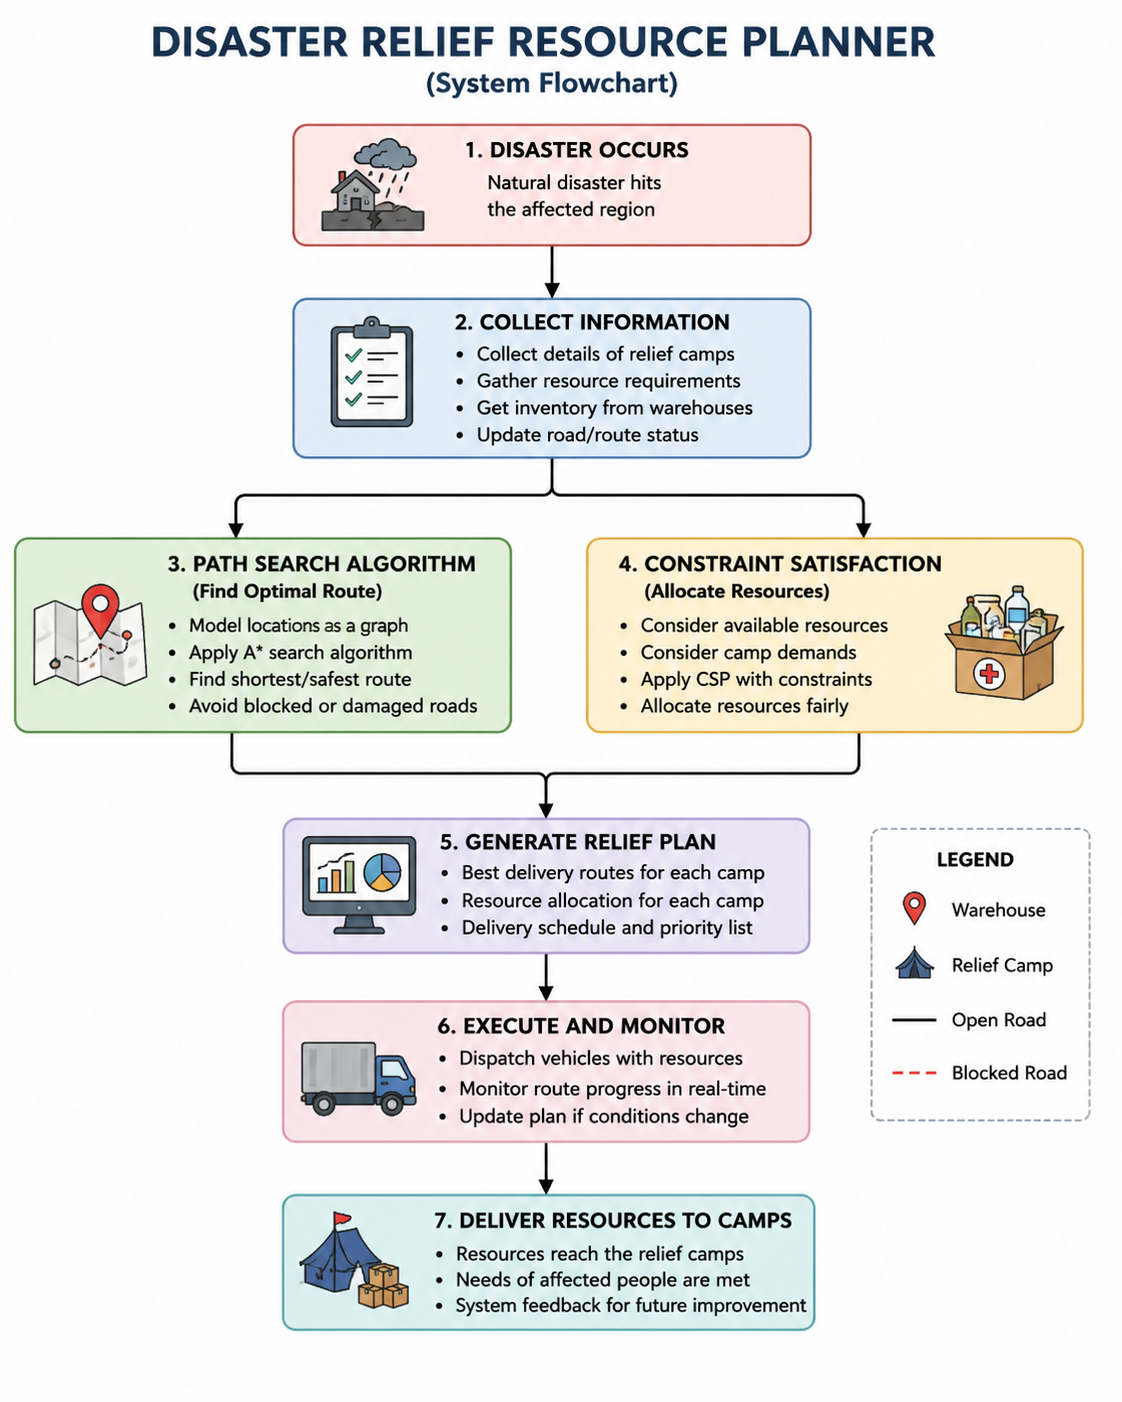 DISASTER RELIEF RESOURCE PLANNER
(System Flowchart)
1. DISASTER OCCURS
Natural disaster hits
the affected region
2. COLLECT INFORMATION
• Collect details of relief camps
• Gather resource requirements
• Get inventory from warehouses
• Update road/route status
3. PATH SEARCH ALGORITHM
(Find Optimal Route)
• Model locations as a graph
• Apply A* search algorithm
• Find shortest/safest route
• Avoid blocked or damaged roads
4. CONSTRAINT SATISFACTION
(Allocate Resources)
• Consider available resources
• Consider camp demands
• Apply CSP with constraints
• Allocate resources fairly
5. GENERATE RELIEF PLAN
• Best delivery routes for each camp
• Resource allocation for each camp
• Delivery schedule and priority list
LEGEND
Warehouse
Relief Camp
Open Road
Blocked Road
6. EXECUTE AND MONITOR
• Dispatch vehicles with resources
• Monitor route progress in real-time
• Update plan if conditions change
7. DELIVER RESOURCES TO CAMPS
• Resources reach the relief camps
• Needs of affected people are met
• System feedback for future improvement